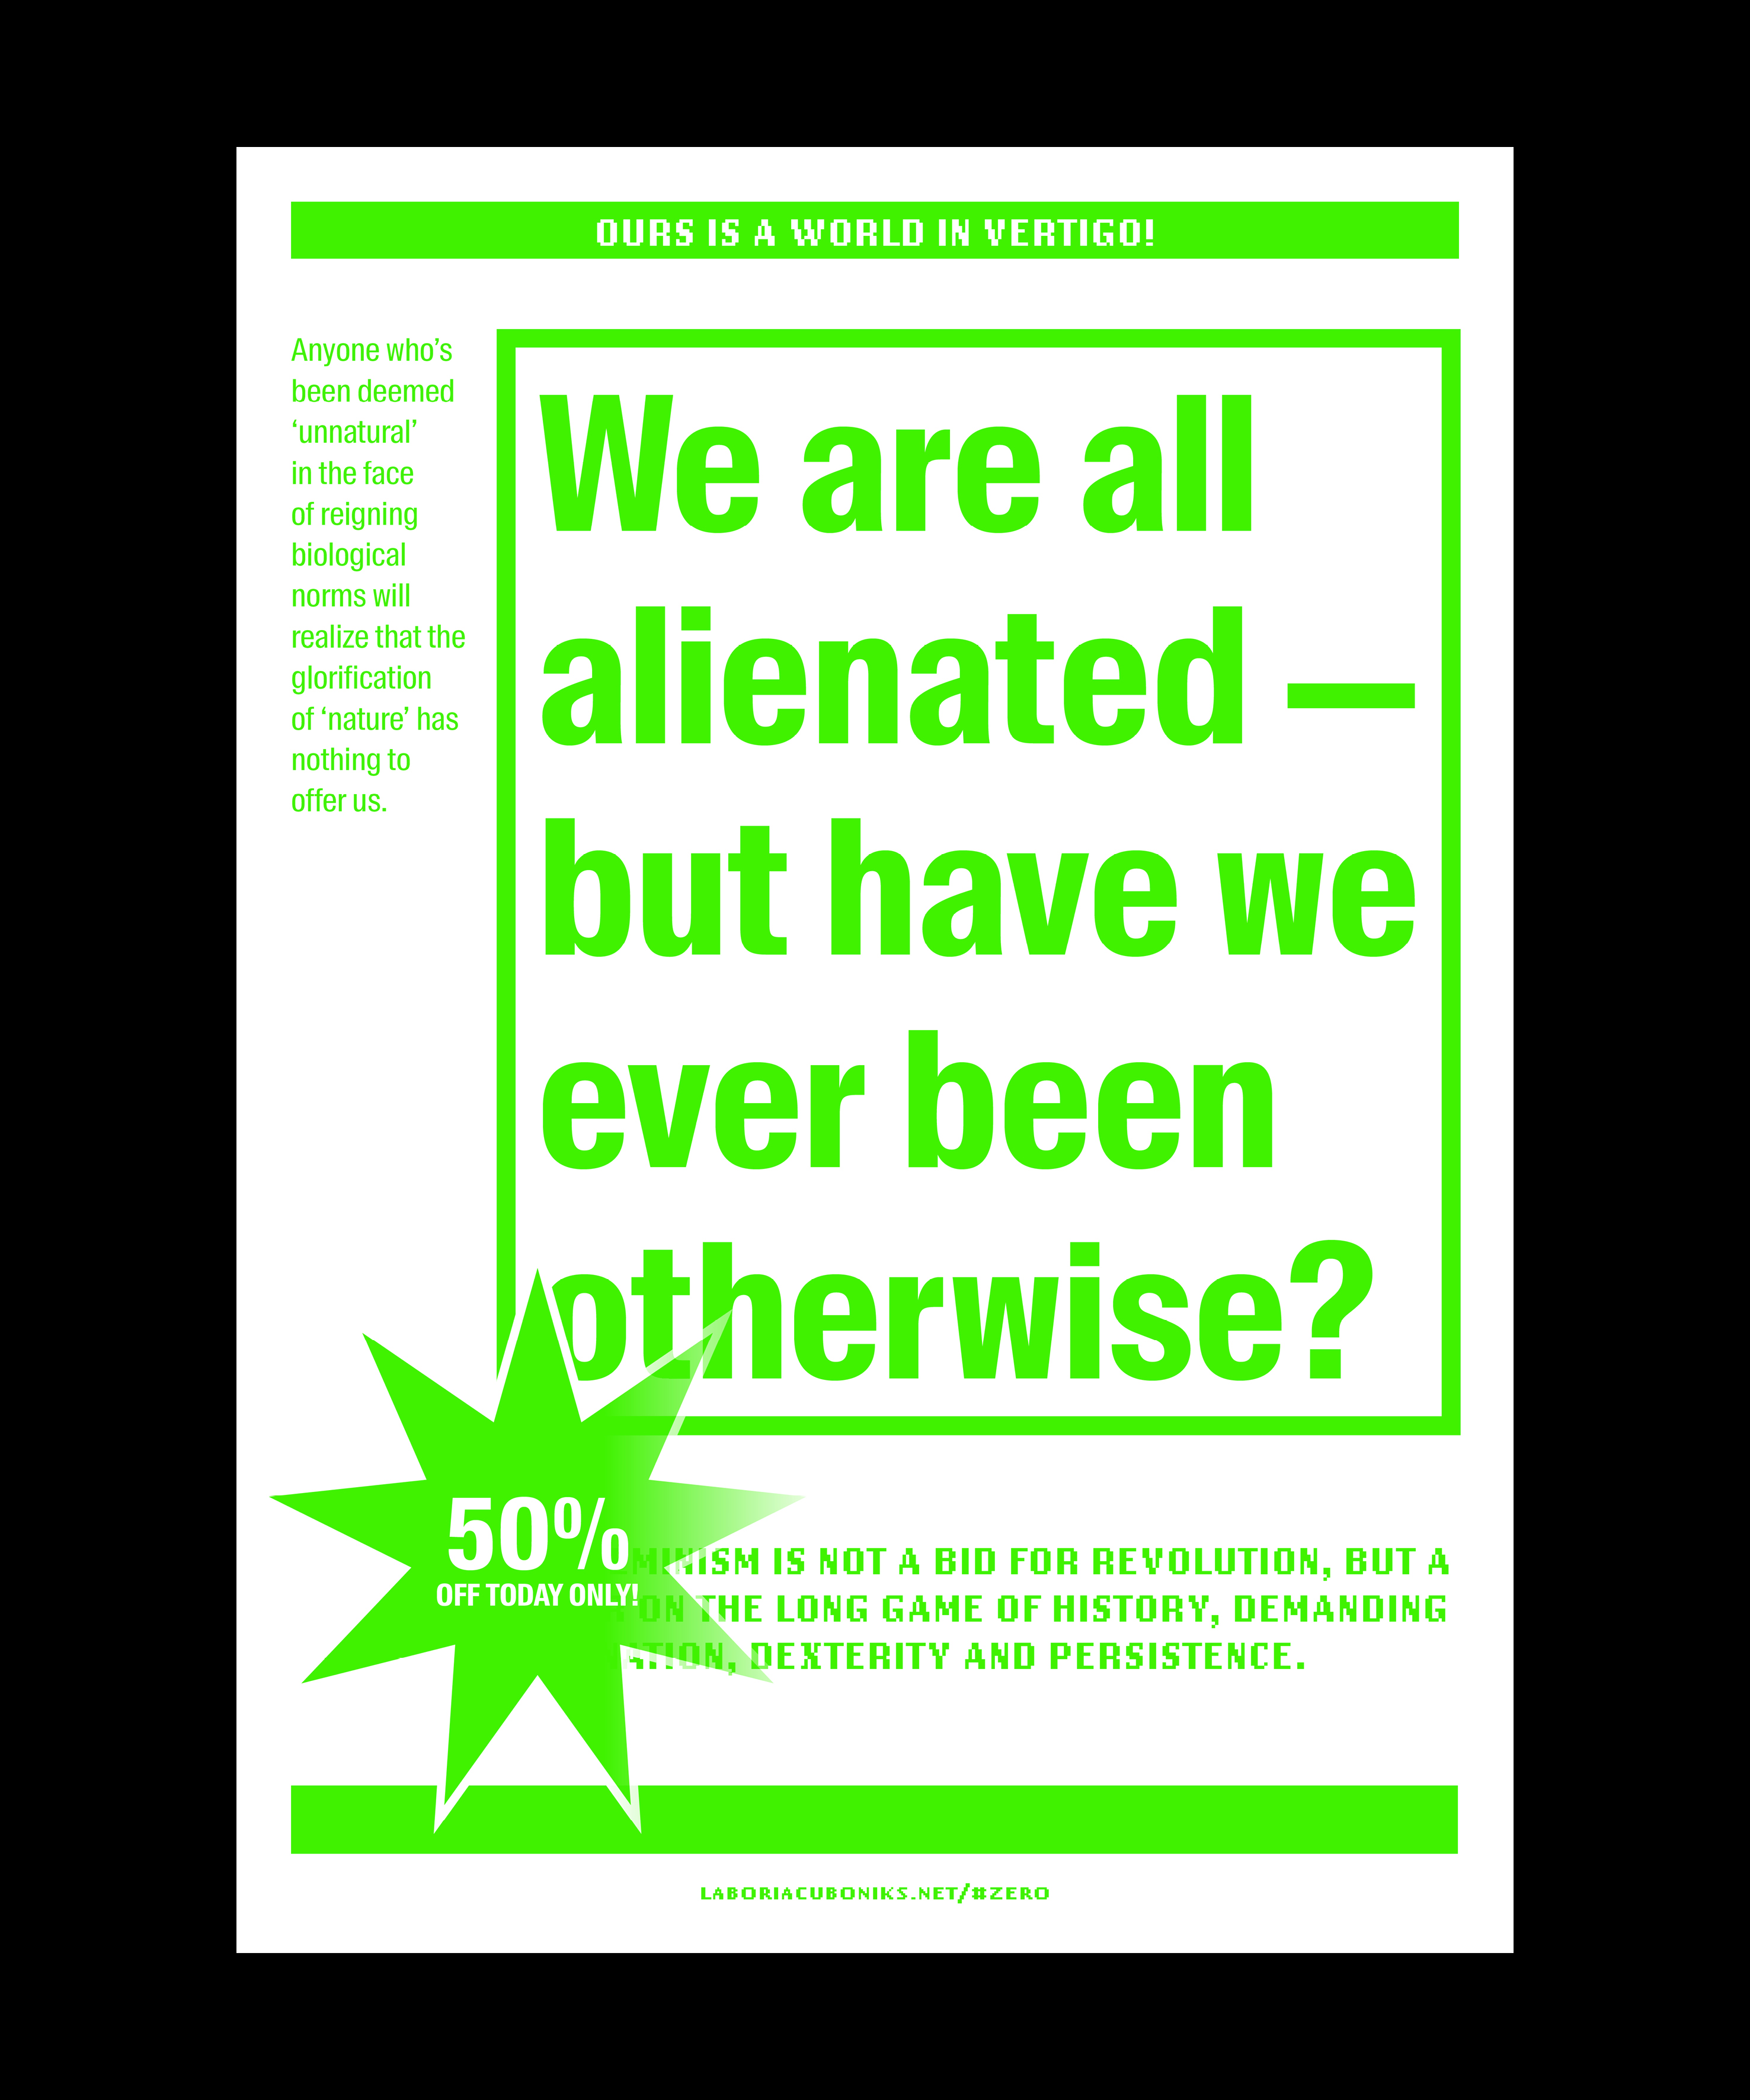 OURS IS A WORLD IN VERTIGO!
Anyone who’s
been deemed
‘unnatural’
in the face
of reigning
biological
norms will
realize that the
glorification
of ‘nature’ has
nothing to
offer us.
We are all
alienated —
but have we
ever been
otherwise?
50%
OFF TODAY ONLY!
IS NOT A BID FOR REVOLUTION, BUT A
ON THE LONG GAME OF HISTORY, DEMANDING
DEXTERITY AND PERSISTENCE.
LABORIACUBONIKS.NET/#ZERO